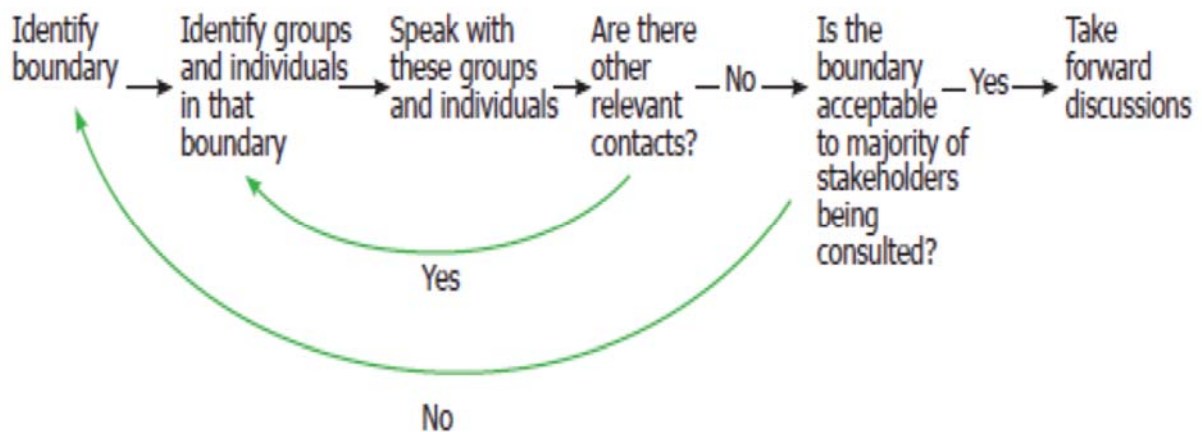 Identify
boundary
Identify groups
and individuals
in that
boundary
Speak with
these groups
and individuals
Are there
other
relevant
contacts?
No
Is the
boundary
acceptable
to majority of
stakeholders
being
consulted?
Yes
Take
forward
discussions
Yes
No